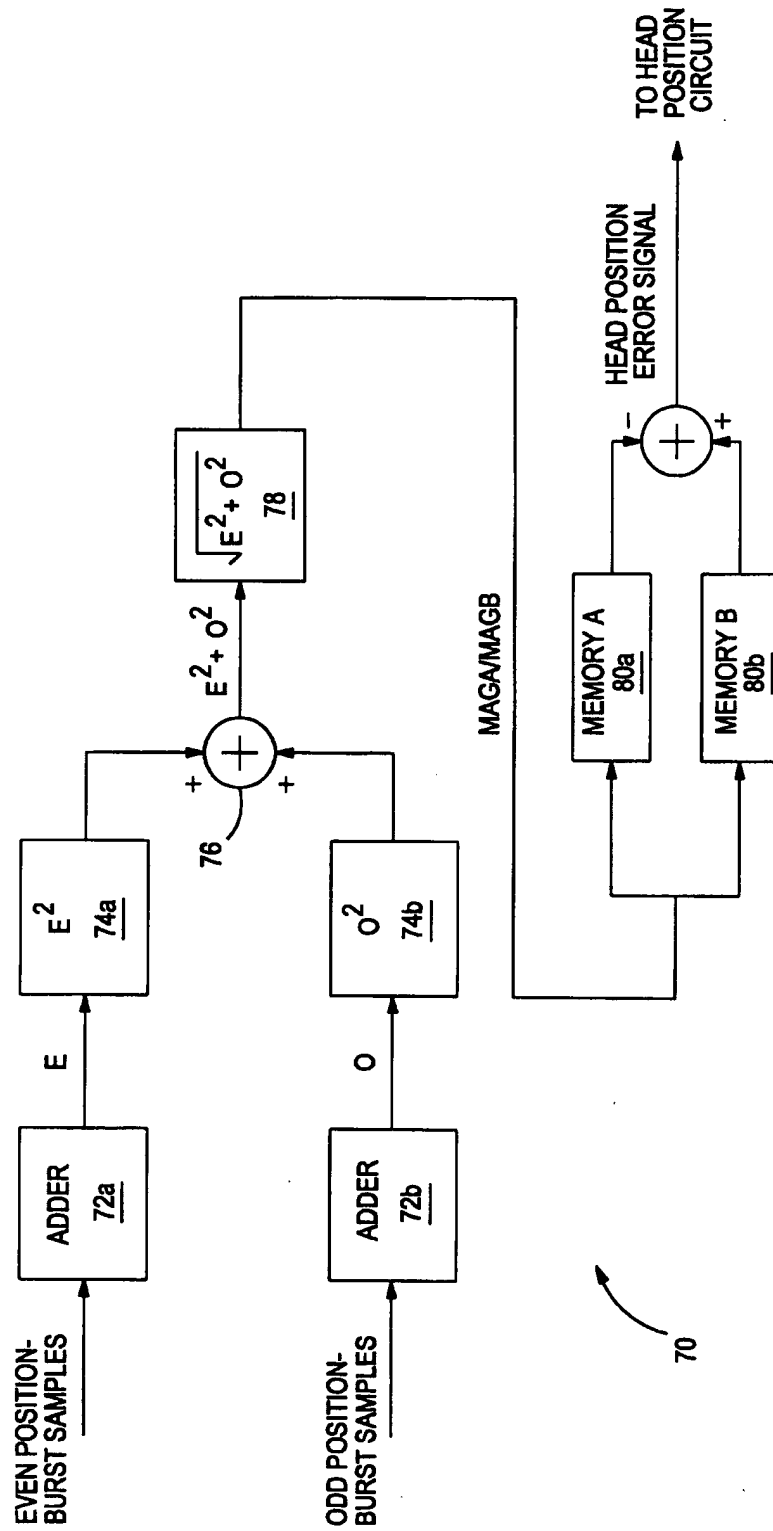 EVEN POSITION-
BURST SAMPLES
ADDER
72a
E
E²
74a
ODD POSITION-
BURST SAMPLES
ADDER
72b
O
O²
74b
+
+
+
76
E² + O²
√E² + O²
78
MAGA/MAGB
MEMORY A
80a
MEMORY B
80b
-
+
+
HEAD POSITION
ERROR SIGNAL
TO HEAD
POSITION
CIRCUIT
70